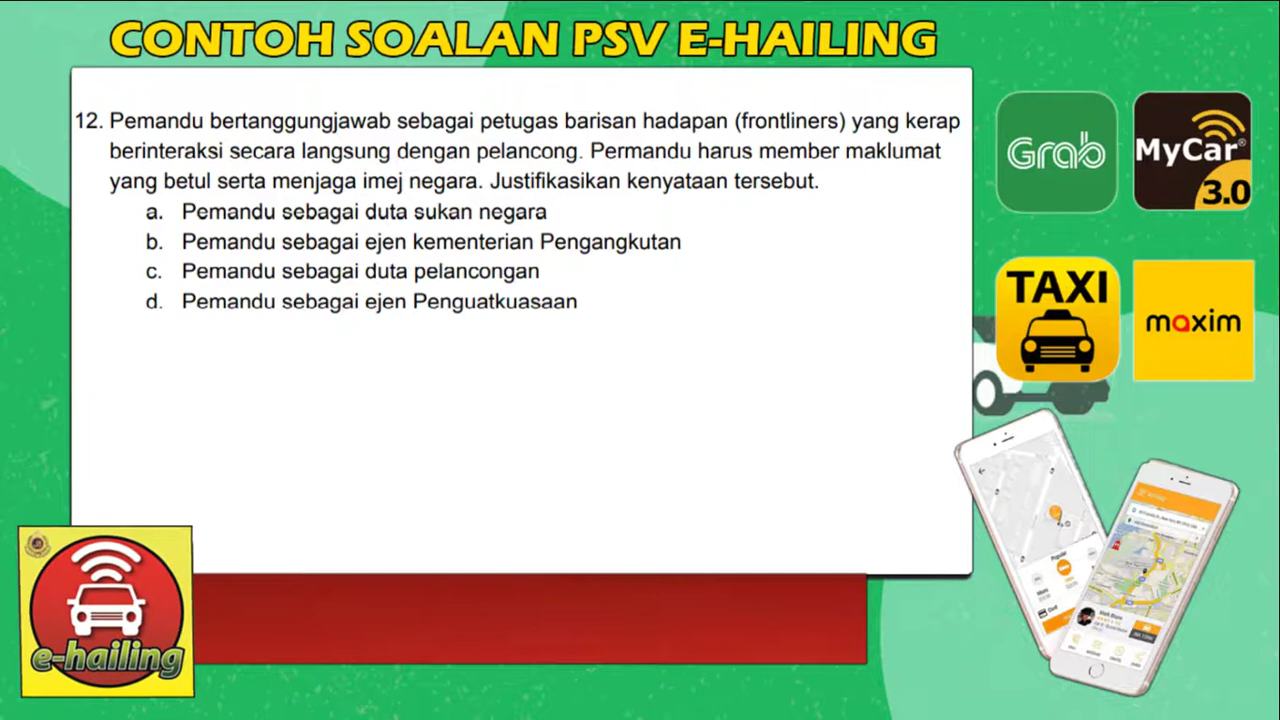 CONTOH SOALAN PSV E-HAILING
12. Pemandu bertanggungjawab sebagai petugas barisan hadapan (frontliners) yang kerap
berinteraksi secara langsung dengan pelancong. Permandu harus member maklumat
yang betul serta menjaga imej negara. Justifikasikan kenyataan tersebut.
a. Pemandu sebagai duta sukan negara
b. Pemandu sebagai ejen kementerian Pengangkutan
c. Pemandu sebagai duta pelancongan
d. Pemandu sebagai ejen Penguatkuasaan
Grab
MyCar
3.0
TAXI
maxim
e-hailing
Popular